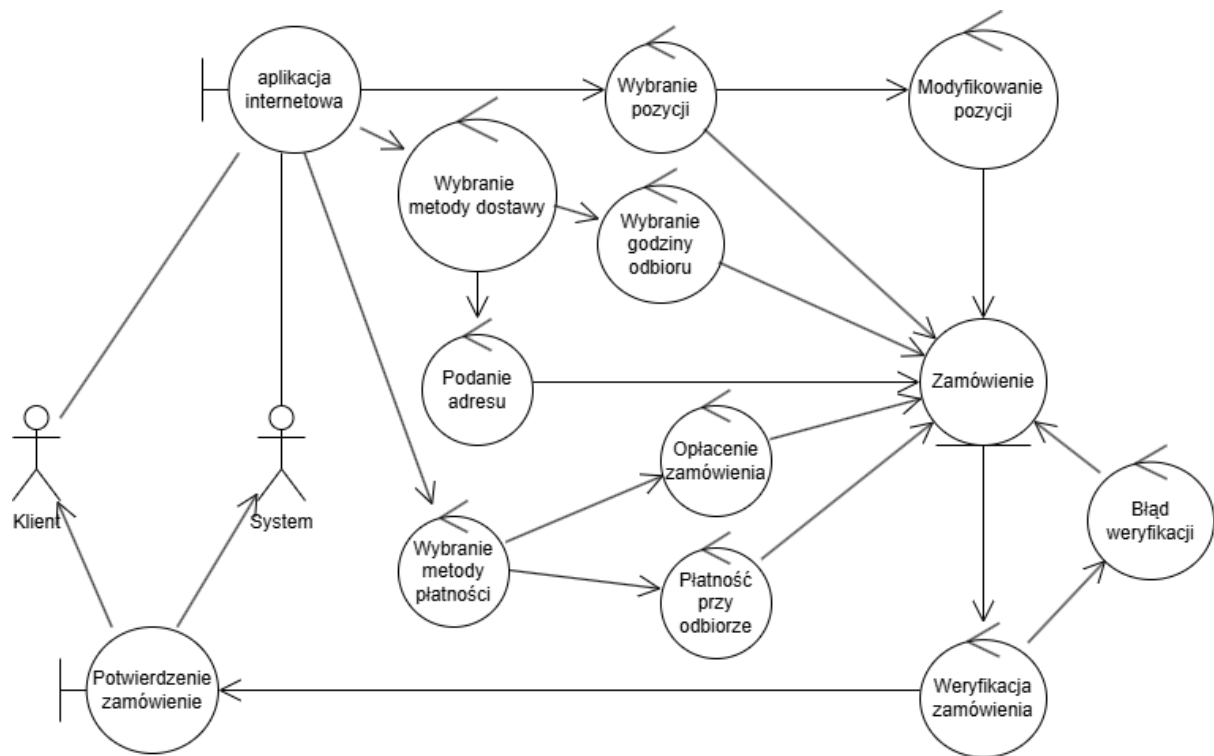 aplikacja
internetowa
Wybranie
pozycji
Modyfikowanie
pozycji
Wybranie
metody dostawy
Wybranie
godziny
odbioru
Podanie
adresu
Zamówienie
Opłacenie
zamówienia
Błąd
weryfikacji
Klient
System
Wybranie
metody
płatności
Płatność
przy
odbiorze
Potwierdzenie
zamówienie
Weryfikacja
zamówienia